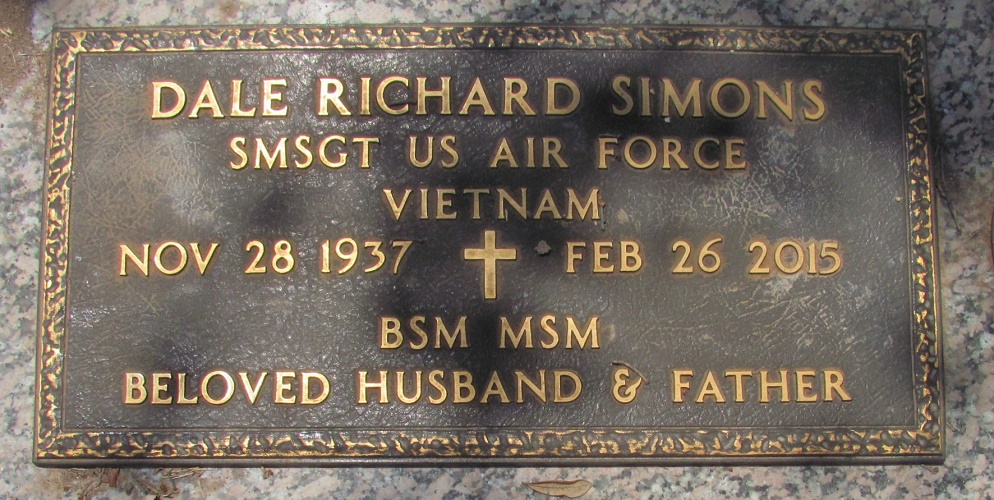 DALE RICHARD SIMONS
SMSGT US AIR FORCE
VIETNAM
NOV 28 1937 ✝ FEB 26 2015
BSM MSM
BELOVED HUSBAND & FATHER